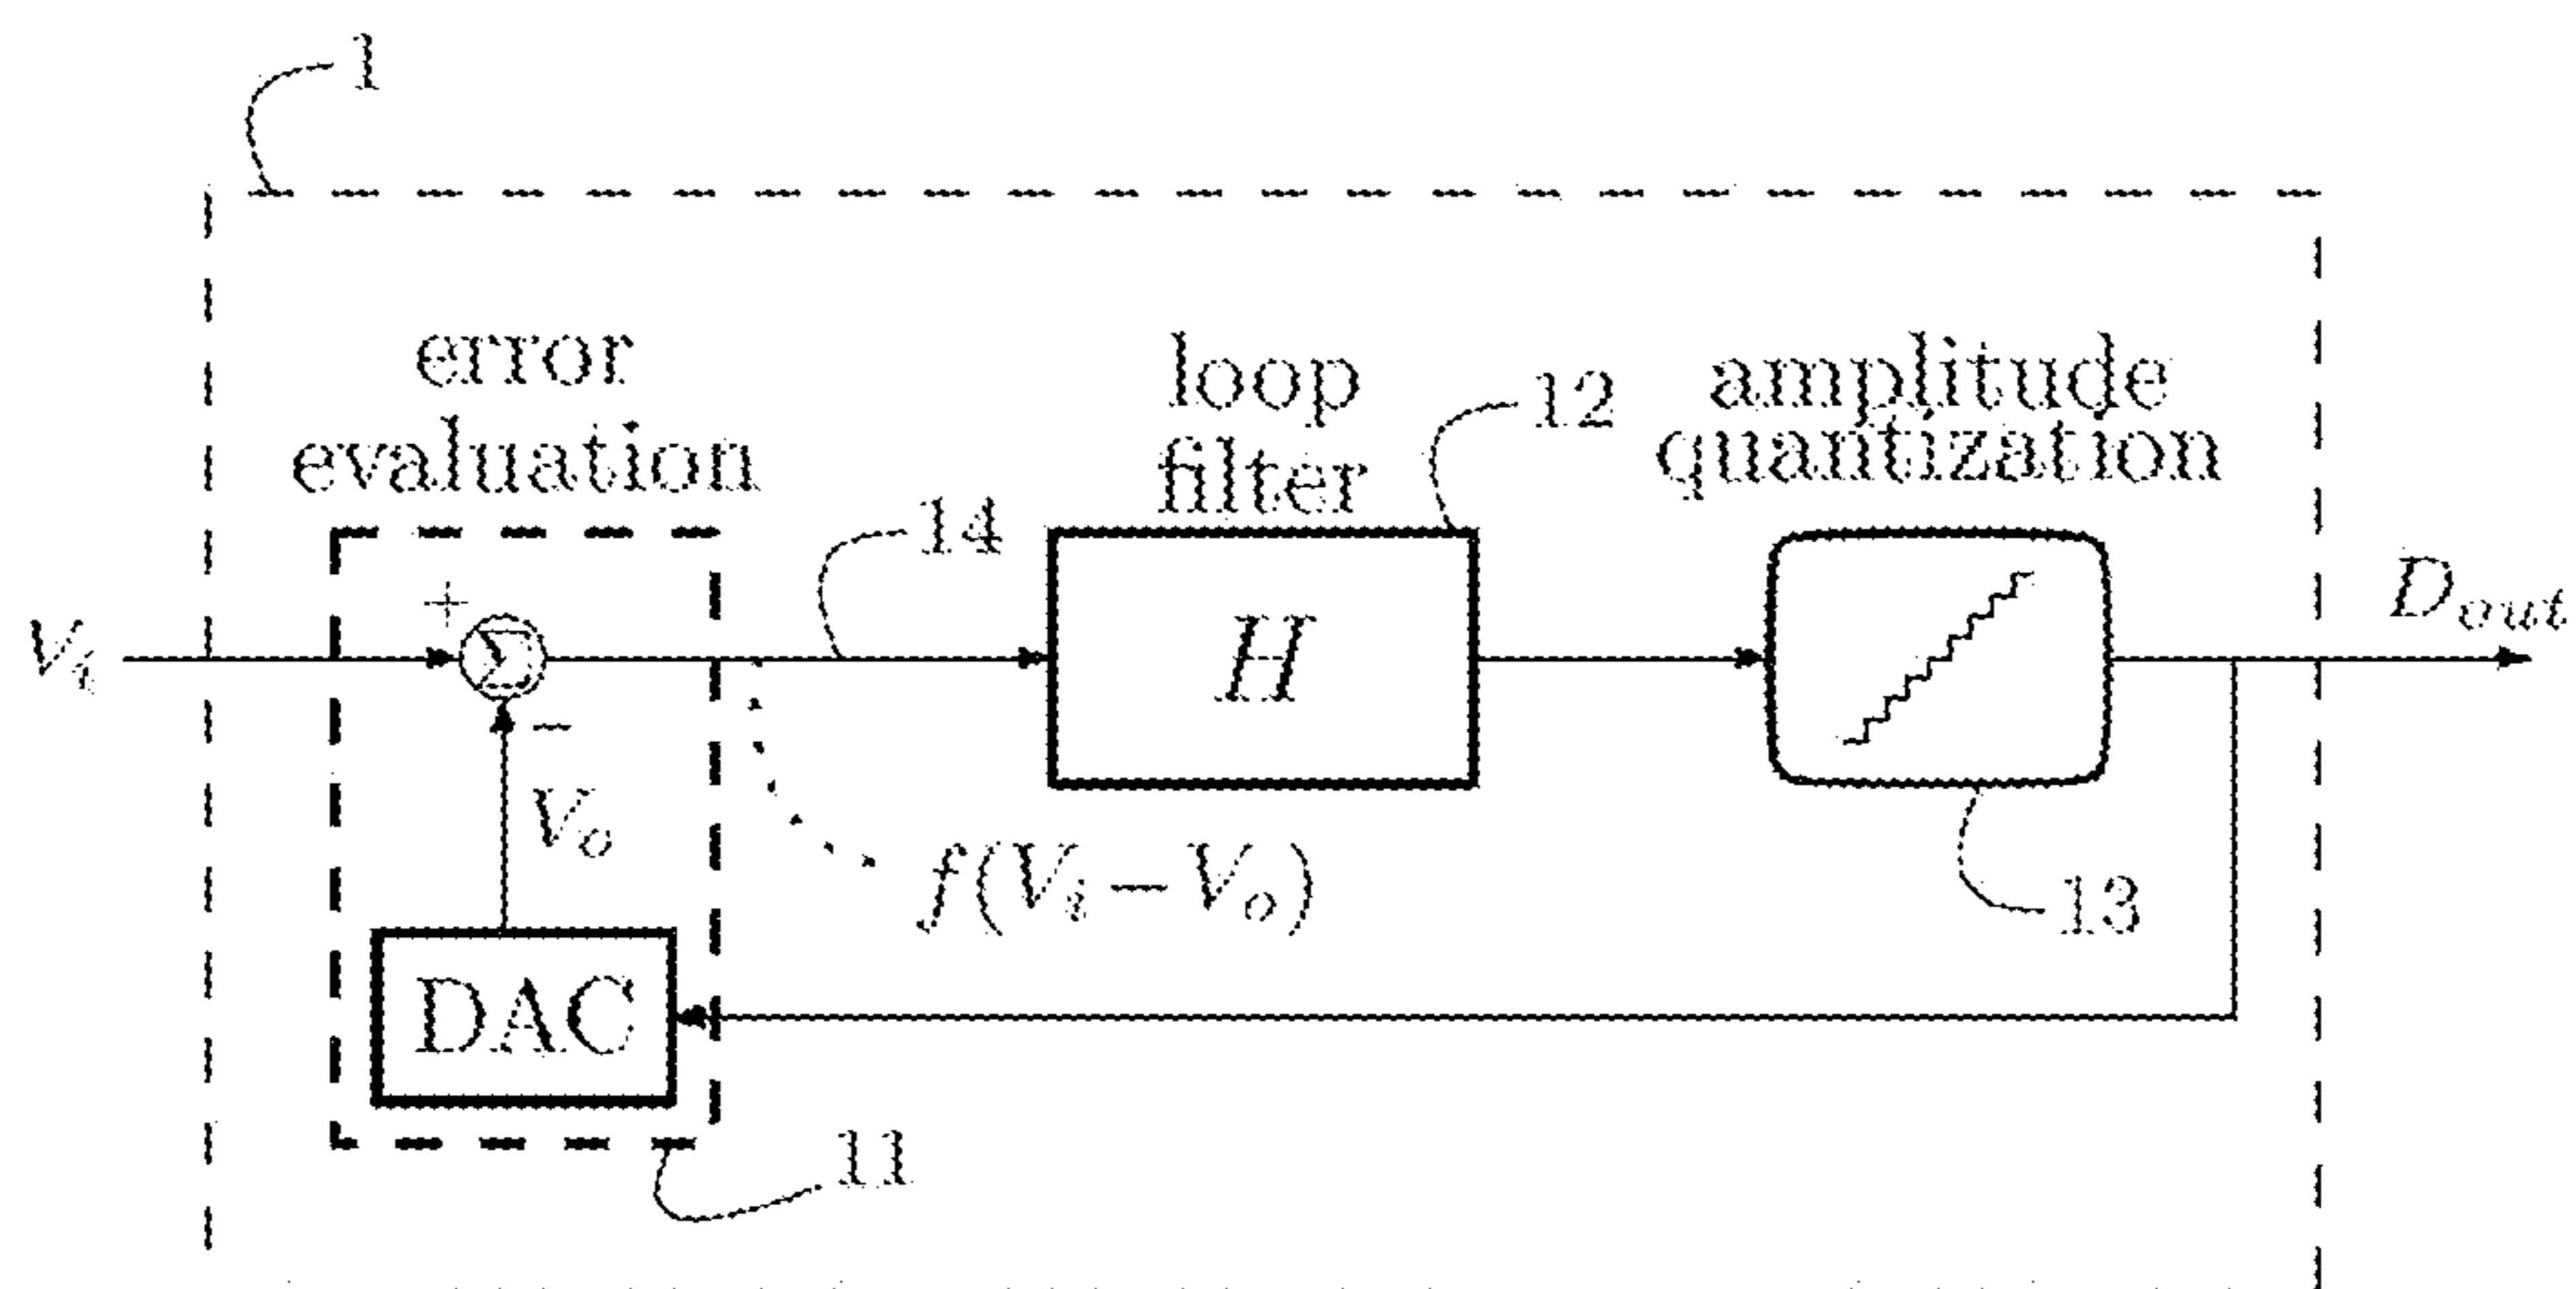 1
error
evaluation
loop
filter
12
amplitude
quantization
14
+
V_i
Σ
H
D_out
−
V_o
f(V_i − V_o)
13
DAC
11